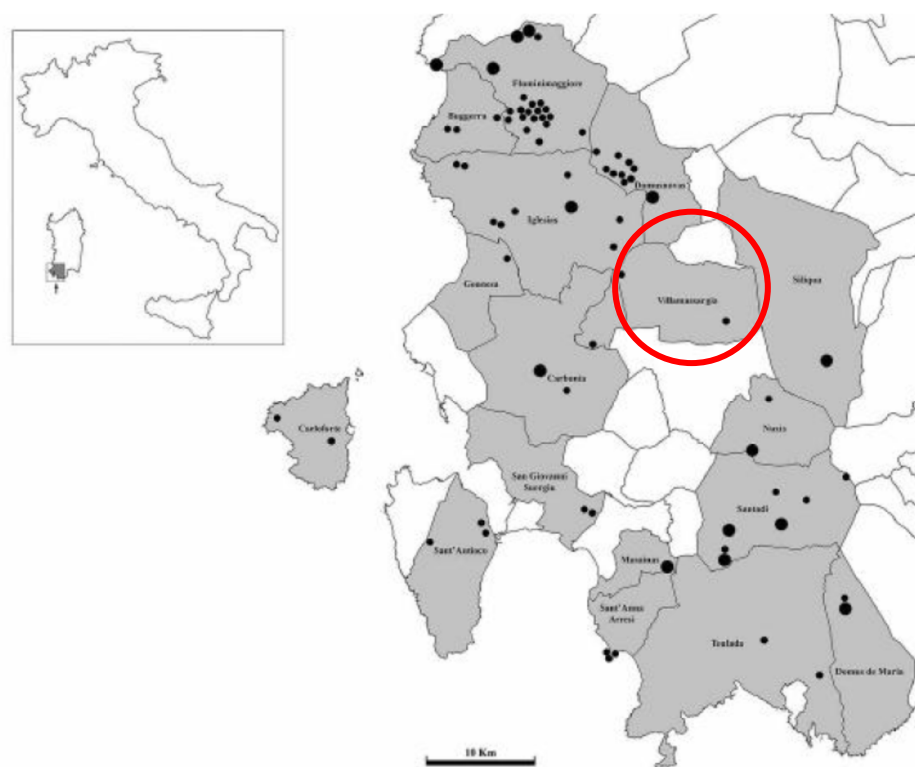 Fluminimaggiore
Buggerru
Domusnovas
Iglesias
Gonnesa
Villamassargia
Siliqua
Carbonia
Carloforte
Nuxis
San Giovanni
Suergiu
Santadi
Sant'Antioco
Masainas
Sant'Anna
Arresi
Teulada
Domus de Maria
10 Km